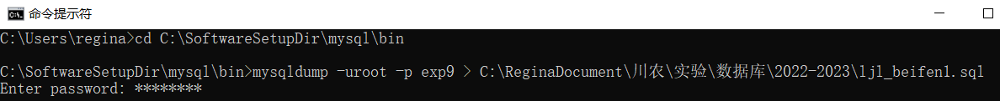 命令提示符
C:\Users\regina>cd C:\SoftwareSetupDir\mysql\bin
C:\SoftwareSetupDir\mysql\bin>mysqldump -uroot -p exp9 > C:\ReginaDocument\川农\实验\数据库\2022-2023\ljl_beifen1.sql
Enter password: ********